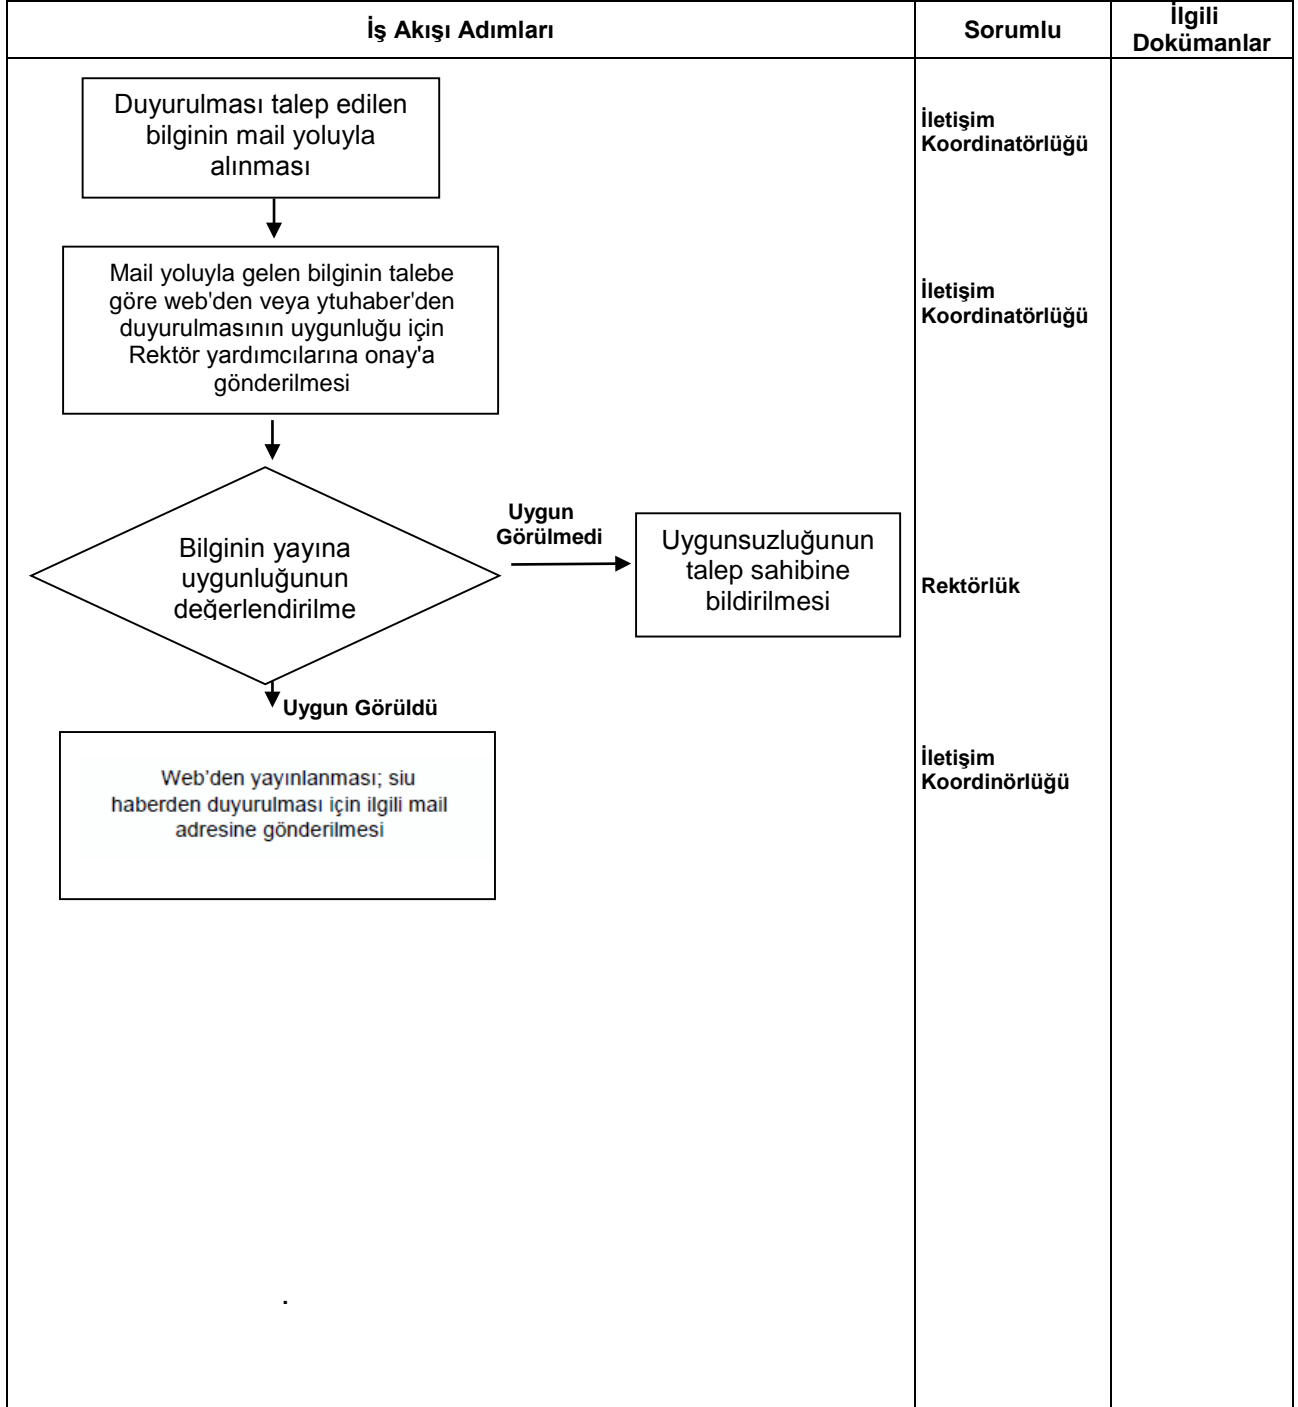 İş Akışı Adımları
Sorumlu
İlgili
Dokümanlar
Duyurulması talep edilen
bilginin mail yoluyla
alınması
İletişim
Koordinatörlüğü
Mail yoluyla gelen bilginin talebe
göre web'den veya ytuhaber'den
duyurulmasının uygunluğu için
Rektör yardımcılarına onay'a
gönderilmesi
İletişim
Koordinatörlüğü
Bilginin yayına
uygunluğunun
değerlendirilme
Uygun
Görülmedi
Uygunsuzluğunun
talep sahibine
bildirilmesi
Rektörlük
Uygun Görüldü
Web'den yayınlanması; siu
haberden duyurulması için ilgili mail
adresine gönderilmesi
İletişim
Koordinörlüğü
.